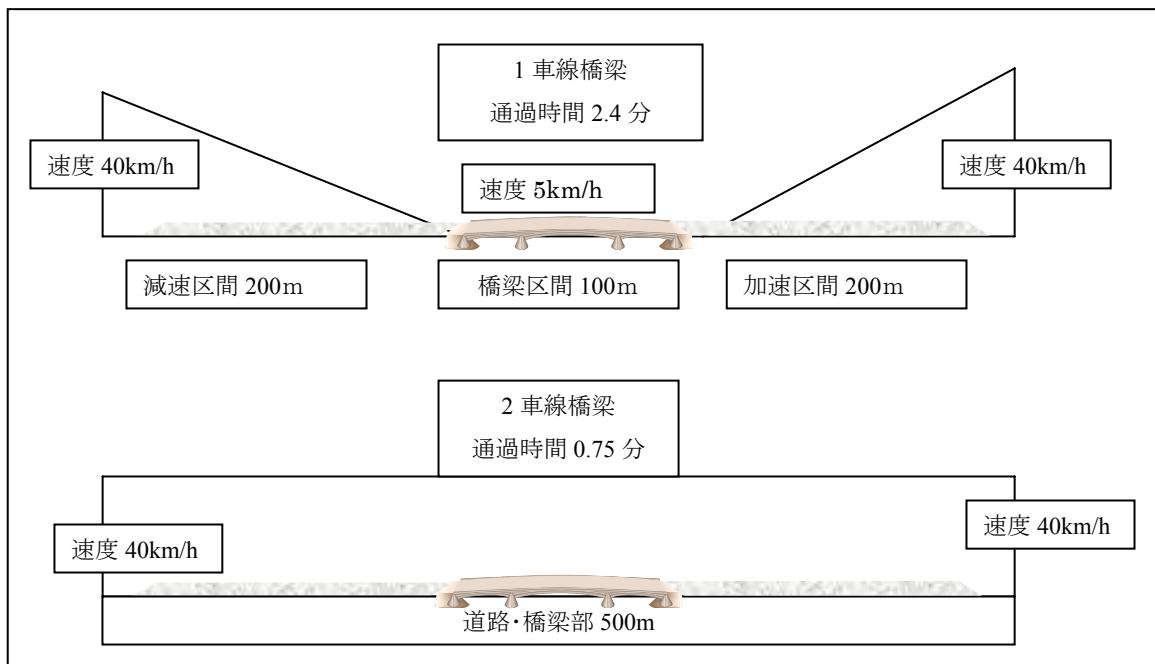 1 車線橋梁
通過時間 2.4 分
速度 40km/h
速度 40km/h
速度 5km/h
減速区間 200ｍ
橋梁区間 100ｍ
加速区間 200ｍ
2 車線橋梁
通過時間 0.75 分
速度 40km/h
速度 40km/h
道路･橋梁部 500m